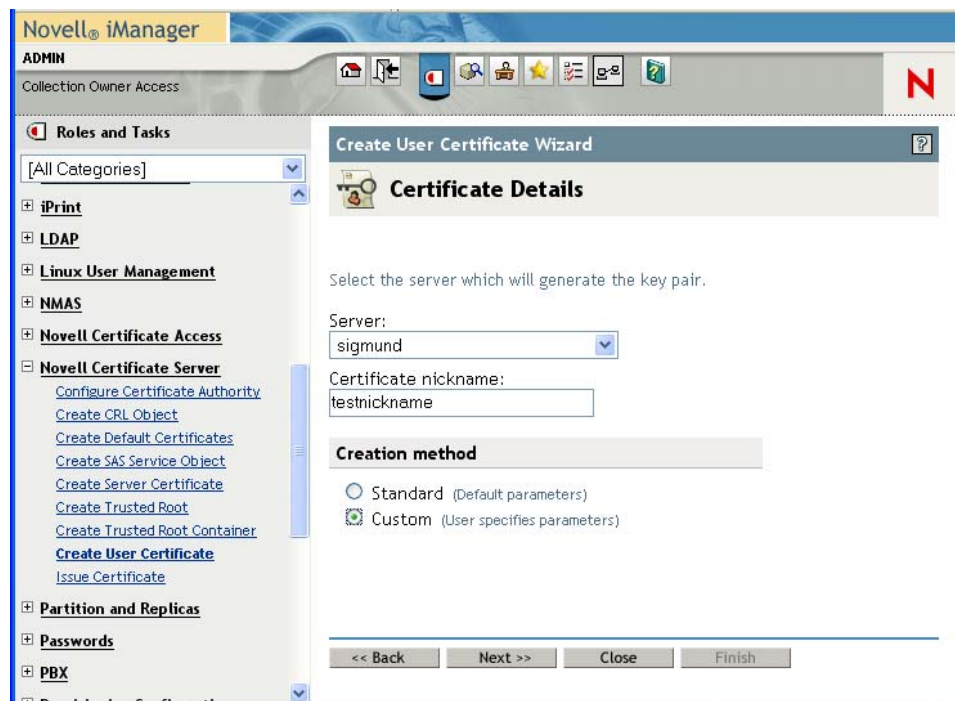 Novell® iManager
ADMIN
Collection Owner Access
N
Roles and Tasks
[All Categories]
iPrint
LDAP
Linux User Management
NMAS
Novell Certificate Access
Novell Certificate Server
Configure Certificate Authority
Create CRL Object
Create Default Certificates
Create SAS Service Object
Create Server Certificate
Create Trusted Root
Create Trusted Root Container
Create User Certificate
Issue Certificate
Partition and Replicas
Passwords
PBX
Create User Certificate Wizard
?
Certificate Details
Select the server which will generate the key pair.
Server:
sigmund
Certificate nickname:
testnickname
Creation method
Standard (Default parameters)
Custom (User specifies parameters)
<< Back
Next >>
Close
Finish